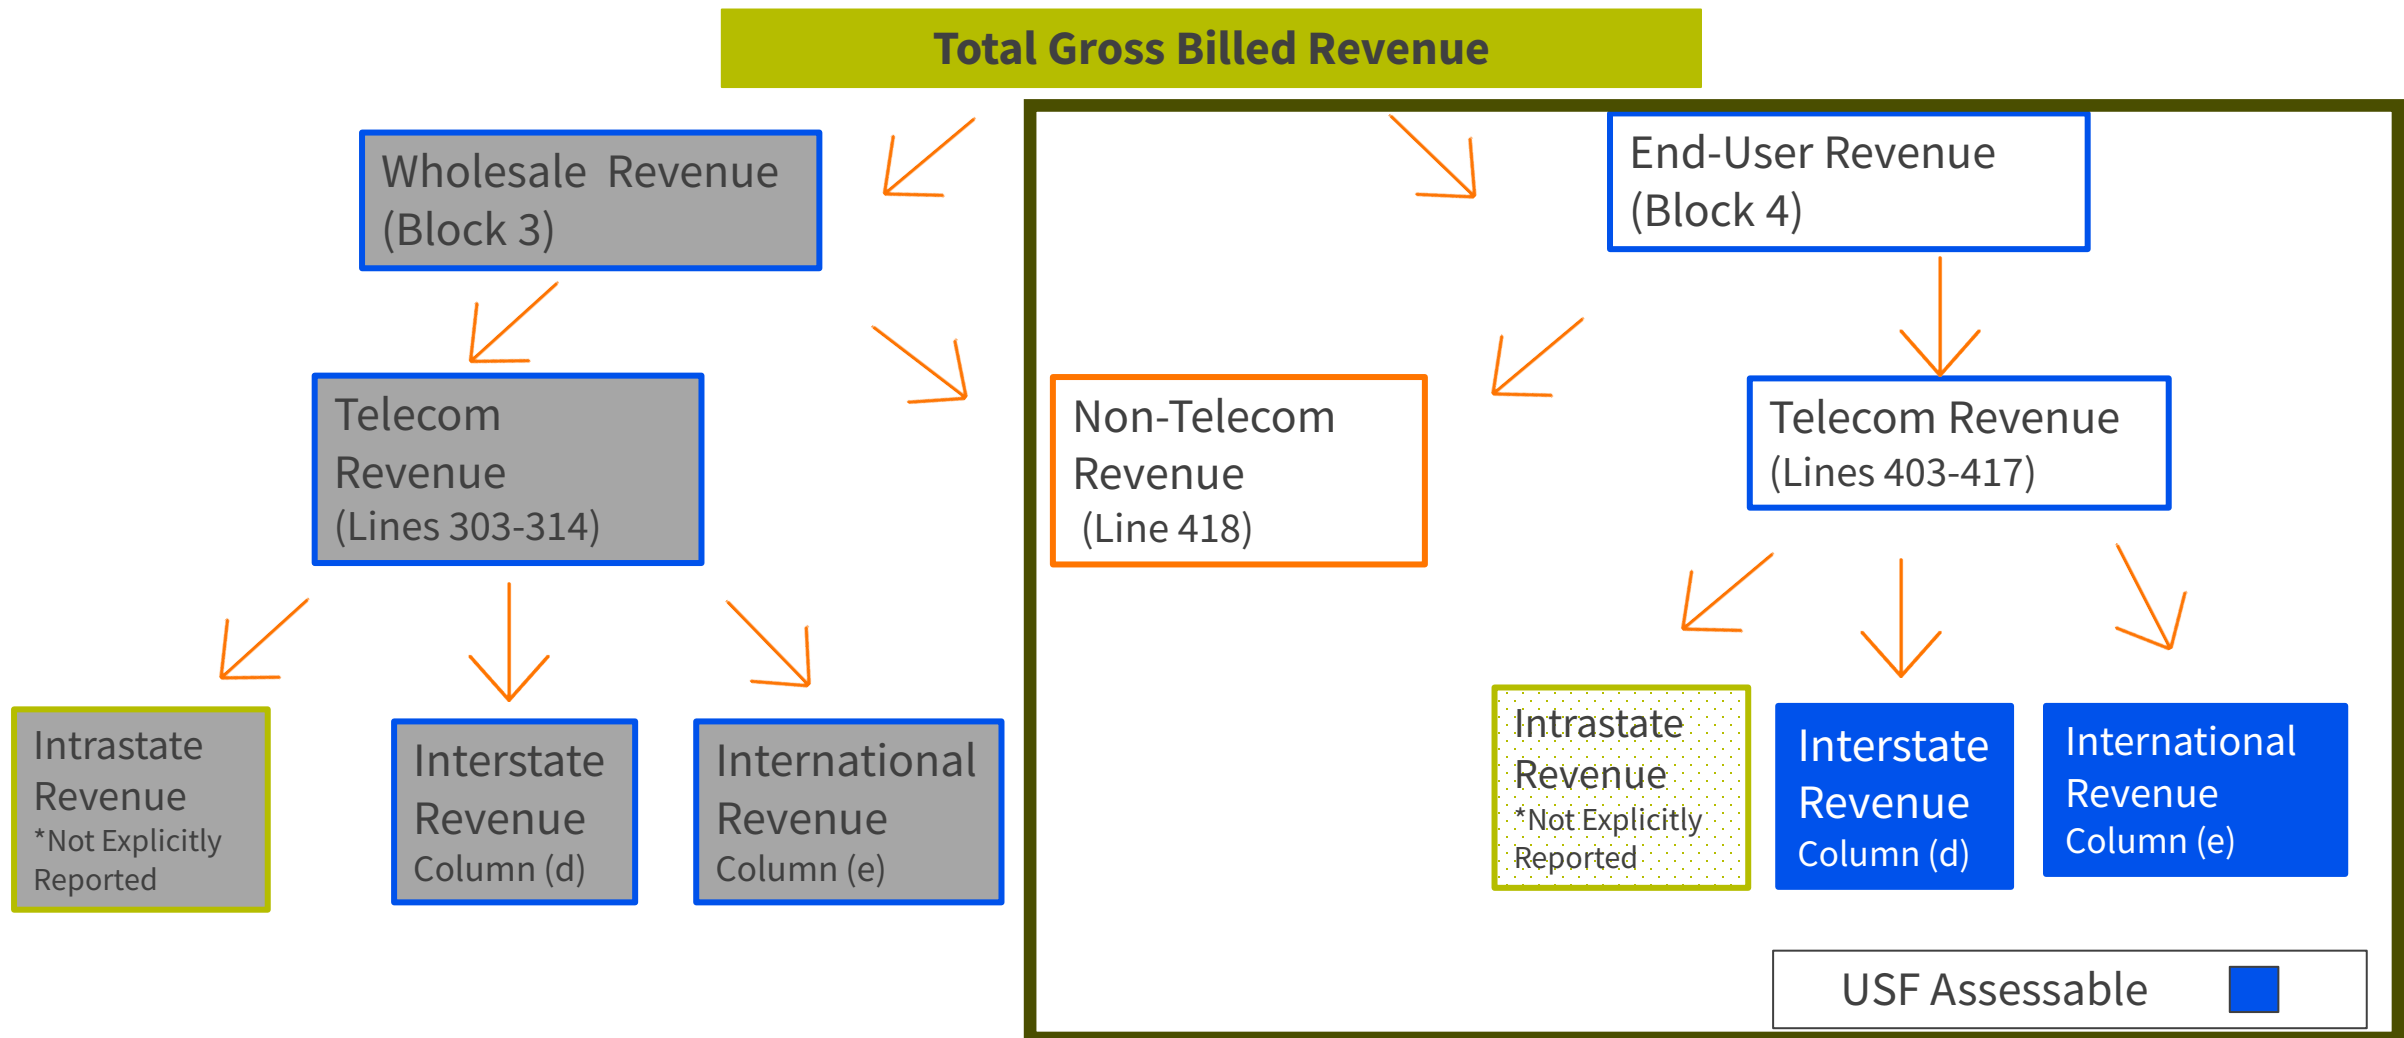 Total Gross Billed Revenue
Wholesale Revenue
(Block 3)
End-User Revenue
(Block 4)
Telecom
Revenue
(Lines 303-314)
Non-Telecom
Revenue
(Line 418)
Telecom Revenue
(Lines 403-417)
Intrastate
Revenue
*Not Explicitly
Reported
Interstate
Revenue
Column (d)
International
Revenue
Column (e)
Intrastate
Revenue
*Not Explicitly
Reported
Interstate
Revenue
Column (d)
International
Revenue
Column (e)
USF Assessable